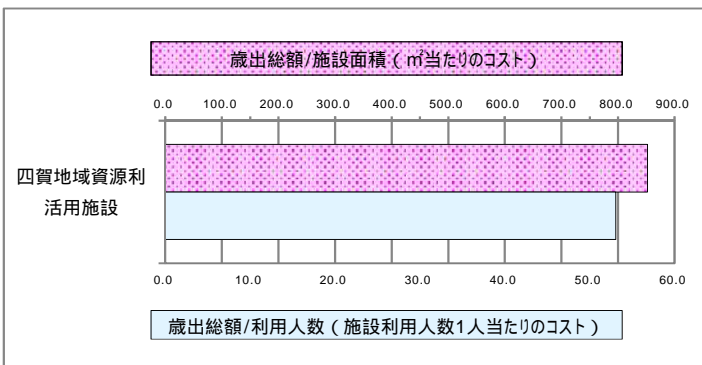 歳出総額/施設面積（㎡当たりのコスト）
0.0 100.0 200.0 300.0 400.0 500.0 600.0 700.0 800.0 900.0
四賀地域資源利
活用施設
0.0 10.0 20.0 30.0 40.0 50.0 60.0
歳出総額/利用人数（施設利用人数1人当たりのコスト）